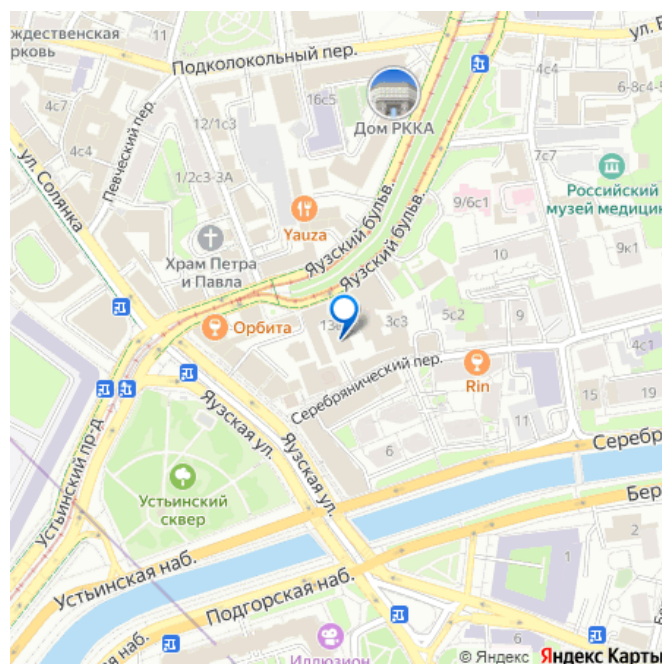 ждественская
рковь
11
Подколокольный пер.
ул.
4с4
6-8с4-5
4с7
Певческий пер.
16с5
Дом РККА
12/1с3
4с4
7с7
ул. Солянка
1/2с3-3А
Российский
музей медицин
9/6с1
Yauza
Яузский бульв.
Храм Петра
и Павла
Яузский бульв.
10
9к1
Орбита
3с3
5с2
9
4с1
Серебрянический пер.
Rin
15
19
Яузская ул.
Яузская ул.
11
6
Серебр
Устьинский пр-д
Устьинский
сквер
Бер
2
1
Устьинская наб.
Подгорская наб.
наб.
Иллюзион
6
© Яндекс Яндекс Карты